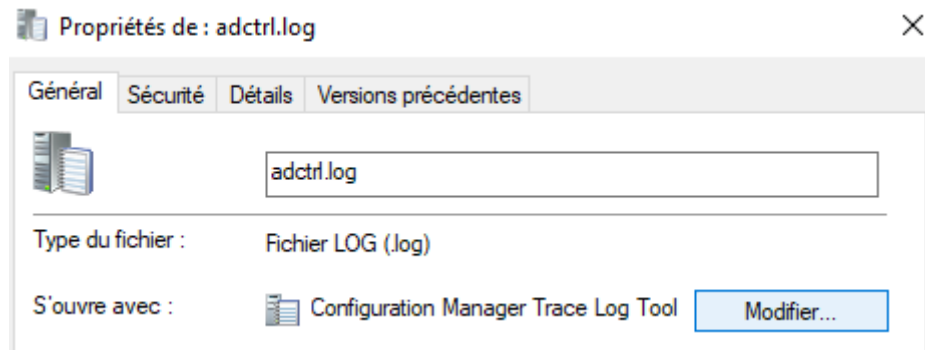 Propriétés de : adctrl.log
Général Sécurité Détails Versions précédentes
adctrl.log
Type du fichier : Fichier LOG (.log)
S'ouvre avec : Configuration Manager Trace Log Tool Modifier...